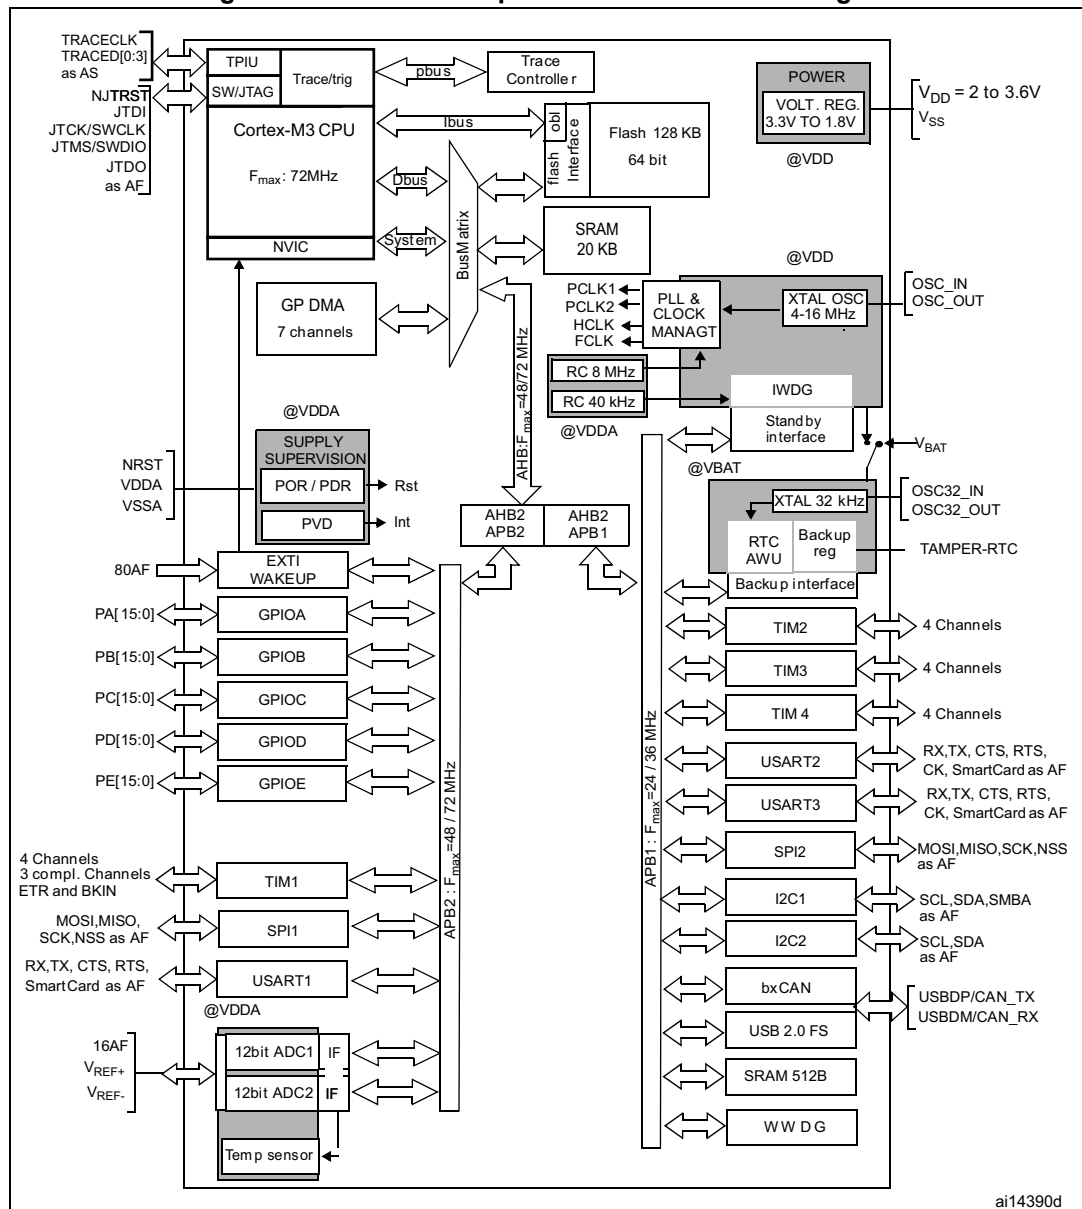 TRACECLK
TRACED[0:3]
as AS
NJTRST
JTDI
JTCK/SWCLK
JTMS/SWDIO
JTDO
as AF
TPIU
SW/JTAG
Trace/trig
Cortex-M3 CPU
Fmax: 72MHz
NVIC
pbus
Trace
Controller
Ibus
Dbus
System
BusMatrix
flash obl
Interface
Flash 128 KB
64 bit
SRAM
20 KB
POWER
VOLT. REG.
3.3V TO 1.8V
@VDD
VDD = 2 to 3.6V
VSS
GP DMA
7 channels
AHB:Fmax=48/72 MHz
PCLK1
PCLK2
HCLK
FCLK
PLL &
CLOCK
MANAGT
@VDD
XTAL OSC
4-16 MHz
OSC_IN
OSC_OUT
RC 8 MHz
RC 40 kHz
@VDDA
IWDG
Standby
interface
VBAT
@VBAT
@VDDA
SUPPLY
SUPERVISION
POR / PDR
PVD
Rst
Int
NRST
VDDA
VSSA
AHB2
APB2
AHB2
APB1
XTAL 32 kHz
OSC32_IN
OSC32_OUT
RTC
AWU
Backup
reg
TAMPER-RTC
Backup interface
80AF
EXTI
WAKEUP
PA[15:0]
GPIOA
PB[15:0]
GPIOB
PC[15:0]
GPIOC
PD[15:0]
GPIOD
PE[15:0]
GPIOE
4 Channels
3 compl. Channels
ETR and BKIN
TIM1
MOSI,MISO,
SCK,NSS as AF
SPI1
RX,TX, CTS, RTS,
SmartCard as AF
USART1
@VDDA
16AF
VREF+
VREF-
12bit ADC1 IF
12bit ADC2 IF
Temp sensor
APB2 : Fmax=48 / 72 MHz
APB1 : Fmax=24 / 36 MHz
TIM2
4 Channels
TIM3
4 Channels
TIM 4
4 Channels
USART2
RX,TX, CTS, RTS,
CK, SmartCard as AF
USART3
RX,TX, CTS, RTS,
CK, SmartCard as AF
SPI2
MOSI,MISO,SCK,NSS
as AF
I2C1
SCL,SDA,SMBA
as AF
I2C2
SCL,SDA
as AF
bxCAN
USBDP/CAN_TX
USBDM/CAN_RX
USB 2.0 FS
SRAM 512B
WWDG
ai14390d